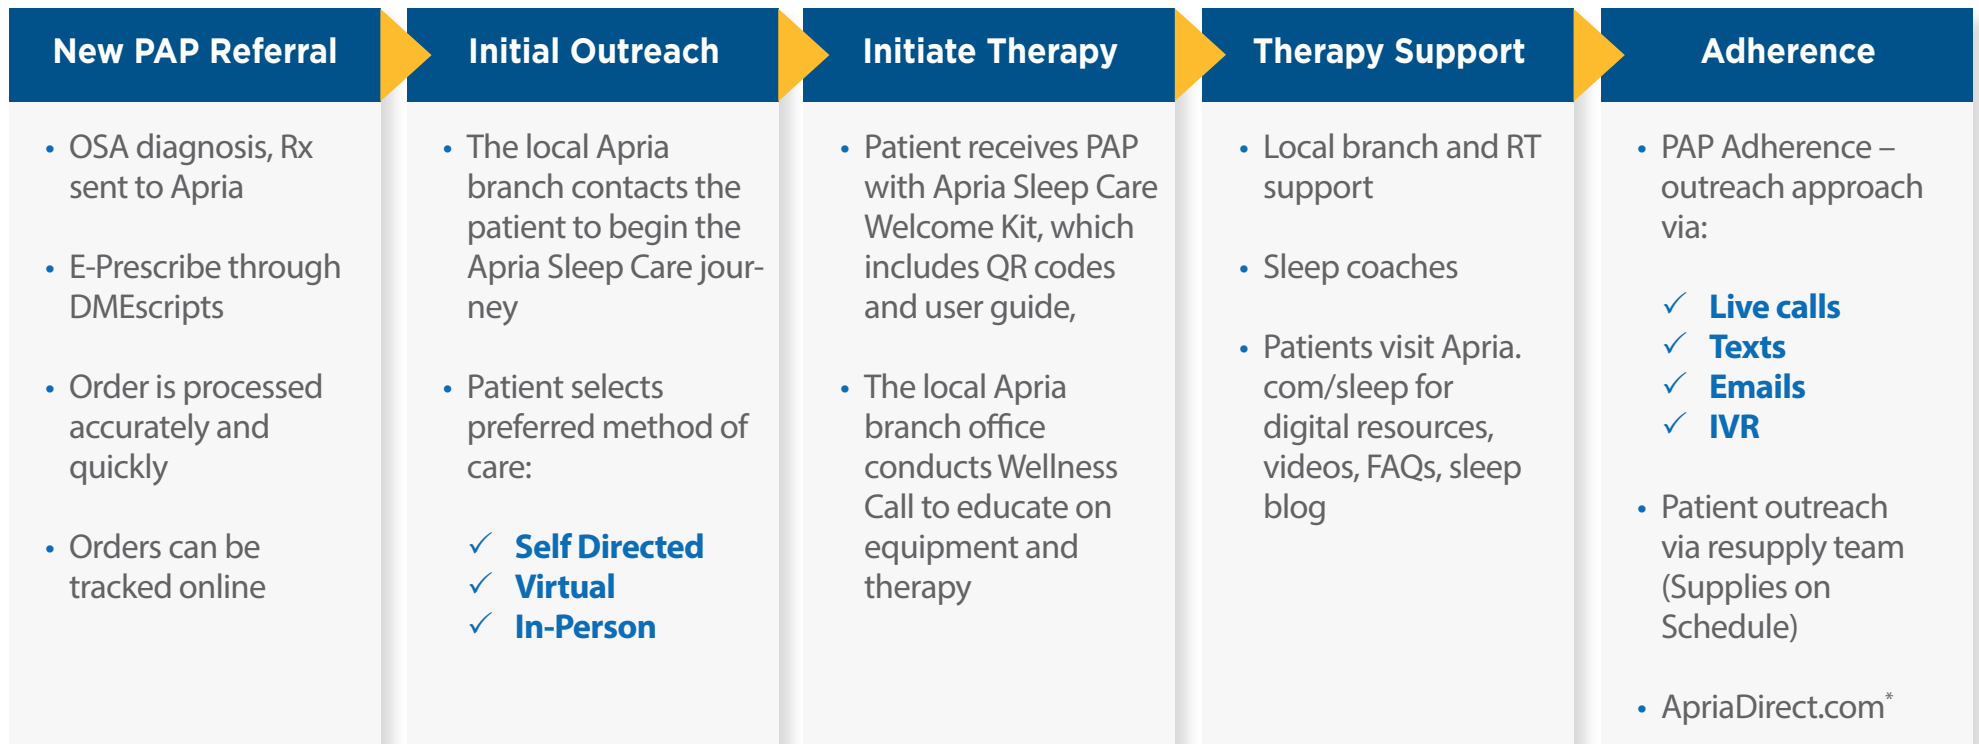 New PAP Referral
• OSA diagnosis, Rx
sent to Apria
• E-Prescribe through
DMEscripts
• Order is processed
accurately and
quickly
• Orders can be
tracked online
Initial Outreach
• The local Apria
branch contacts the
patient to begin the
Apria Sleep Care jour-
ney
• Patient selects
preferred method of
care:
✓ Self Directed
✓ Virtual
✓ In-Person
Initiate Therapy
• Patient receives PAP
with Apria Sleep Care
Welcome Kit, which
includes QR codes
and user guide,
• The local Apria
branch office
conducts Wellness
Call to educate on
equipment and
therapy
Therapy Support
• Local branch and RT
support
• Sleep coaches
• Patients visit Apria.
com/sleep for
digital resources,
videos, FAQs, sleep
blog
Adherence
• PAP Adherence –
outreach approach
via:
✓ Live calls
✓ Texts
✓ Emails
✓ IVR
• Patient outreach
via resupply team
(Supplies on
Schedule)
• ApriaDirect.com*